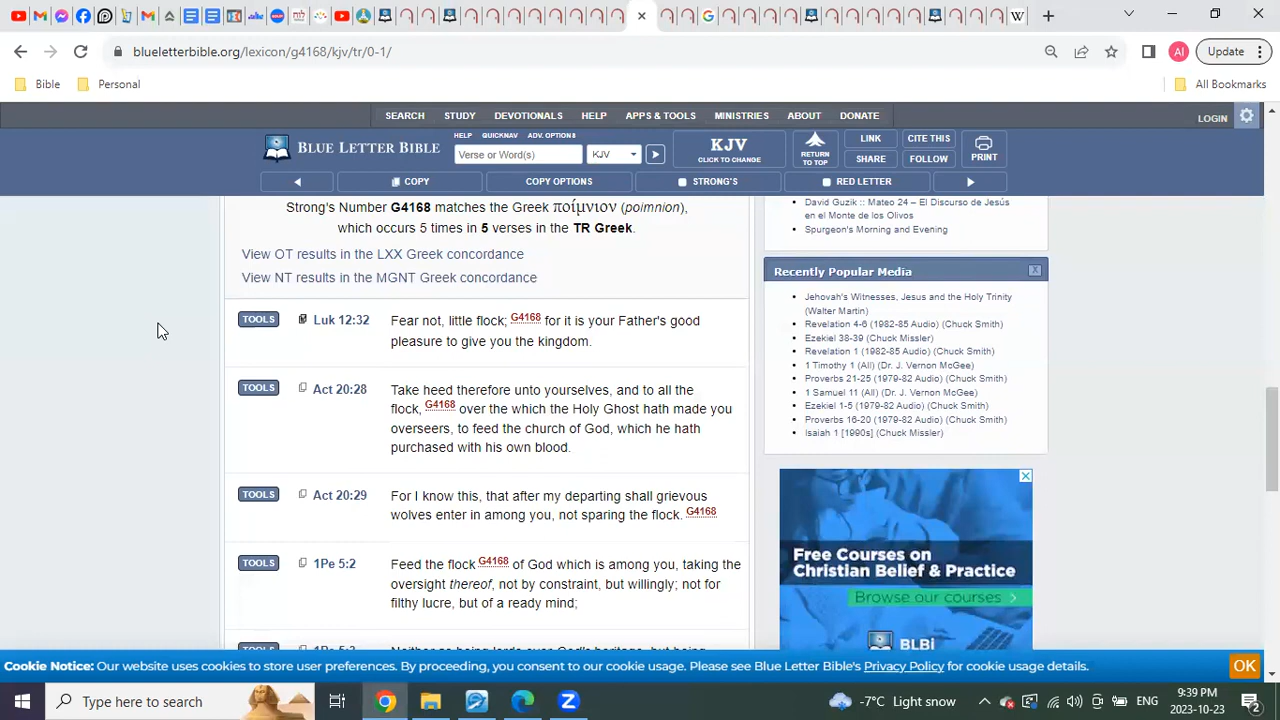 blueletterbible.org/lexicon/g4168/kjv/tr/0-1/
AI
Update
Bible
Personal
All Bookmarks
SEARCH
STUDY
DEVOTIONALS
HELP
APPS & TOOLS
MINISTRIES
ABOUT
DONATE
LOGIN
BLUE LETTER BIBLE
HELP
QUICKNAV
ADV. OPTIONS
Verse or Word(s)
KJV
KJV
CLICK TO CHANGE
RETURN
TO TOP
LINK
CITE THIS
SHARE
FOLLOW
PRINT
COPY
COPY OPTIONS
STRONG'S
RED LETTER
Strong's Number G4168 matches the Greek ποίμνιον (poimnion),
which occurs 5 times in 5 verses in the TR Greek.
View OT results in the LXX Greek concordance
View NT results in the MGNT Greek concordance
TOOLS
Luk 12:32
Fear not, little flock; G4168 for it is your Father's good
pleasure to give you the kingdom.
TOOLS
Act 20:28
Take heed therefore unto yourselves, and to all the
flock, G4168 over the which the Holy Ghost hath made you
overseers, to feed the church of God, which he hath
purchased with his own blood.
TOOLS
Act 20:29
For I know this, that after my departing shall grievous
wolves enter in among you, not sparing the flock. G4168
TOOLS
1Pe 5:2
Feed the flock G4168 of God which is among you, taking the
oversight thereof, not by constraint, but willingly; not for
filthy lucre, but of a ready mind;
David Guzik :: Mateo 24 – El Discurso de Jesús
en el Monte de los Olivos
Spurgeon's Morning and Evening
Recently Popular Media
X
Jehovah's Witnesses, Jesus and the Holy Trinity
(Walter Martin)
Revelation 4-6 (1982-85 Audio) (Chuck Smith)
Ezekiel 38-39 (Chuck Missler)
Revelation 1 (1982-85 Audio) (Chuck Smith)
1 Timothy 1 (All) (Dr. J. Vernon McGee)
Proverbs 21-25 (1979-82 Audio) (Chuck Smith)
1 Samuel 11 (All) (Dr. J. Vernon McGee)
Ezekiel 1-5 (1979-82 Audio) (Chuck Smith)
Proverbs 16-20 (1979-82 Audio) (Chuck Smith)
Isaiah 1 [1990s] (Chuck Missler)
Free Courses on
Christian Belief & Practice
Browse our courses >
BLBi
Cookie Notice: Our website uses cookies to store user preferences. By proceeding, you consent to our cookie usage. Please see Blue Letter Bible's Privacy Policy for cookie usage details.
OK
Type here to search
-7°C Light snow
ENG
9:39 PM
2023-10-23
2